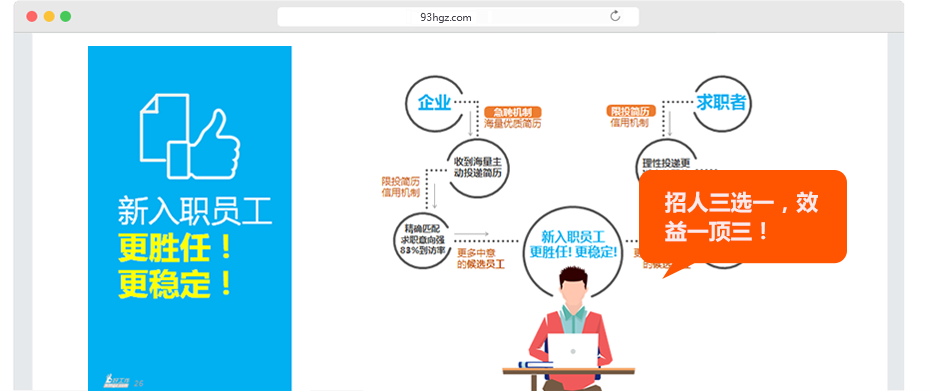 93hgz.com
新入职员工
更胜任！
更稳定！
26
企业
急聘机制
海量优质简历
收到海量主
动投递简历
限投简历
信用机制
精确匹配
求职意向强
83%到访率
更多中意
的候选员工
新入职员工
更胜任! 更稳定!
求职者
限投简历
信用机制
理性投递更
招人三选一，效
益一顶三！